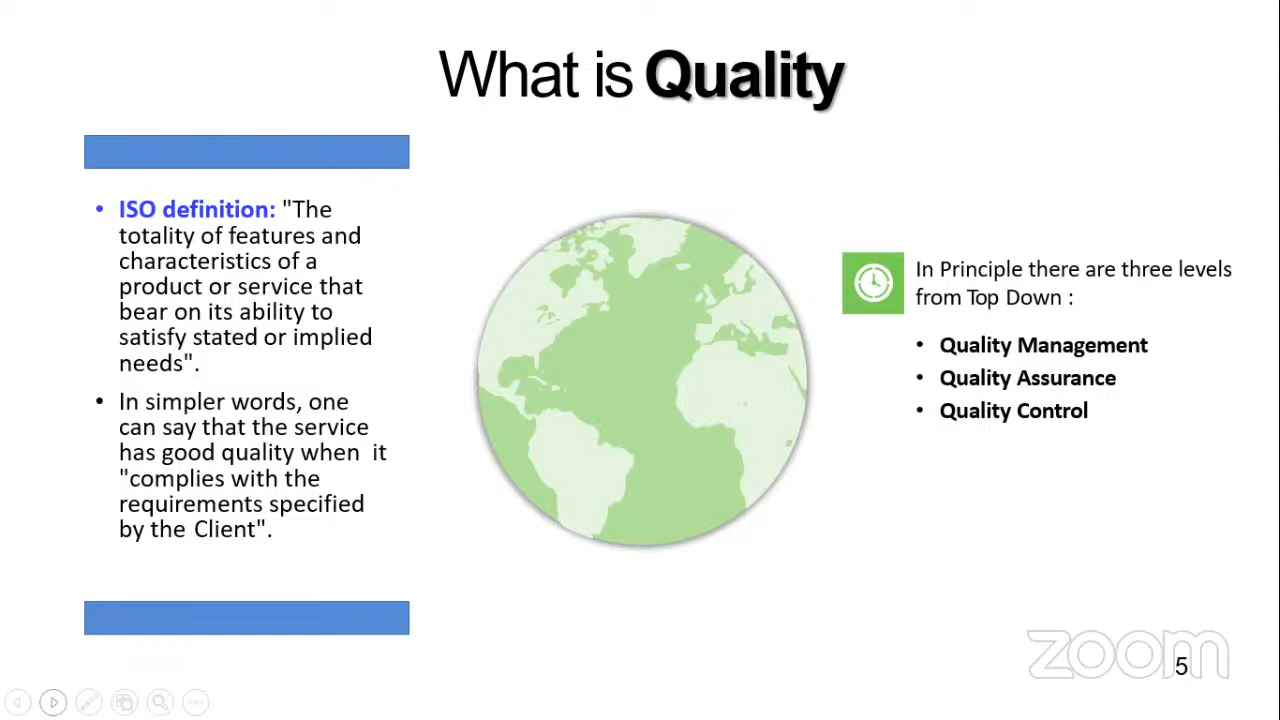 What is Quality
• ISO definition: "The
totality of features and
characteristics of a
product or service that
bear on its ability to
satisfy stated or implied
needs".
• In simpler words, one
can say that the service
has good quality when it
"complies with the
requirements specified
by the Client".
In Principle there are three levels
from Top Down :
• Quality Management
• Quality Assurance
• Quality Control
zoom
5